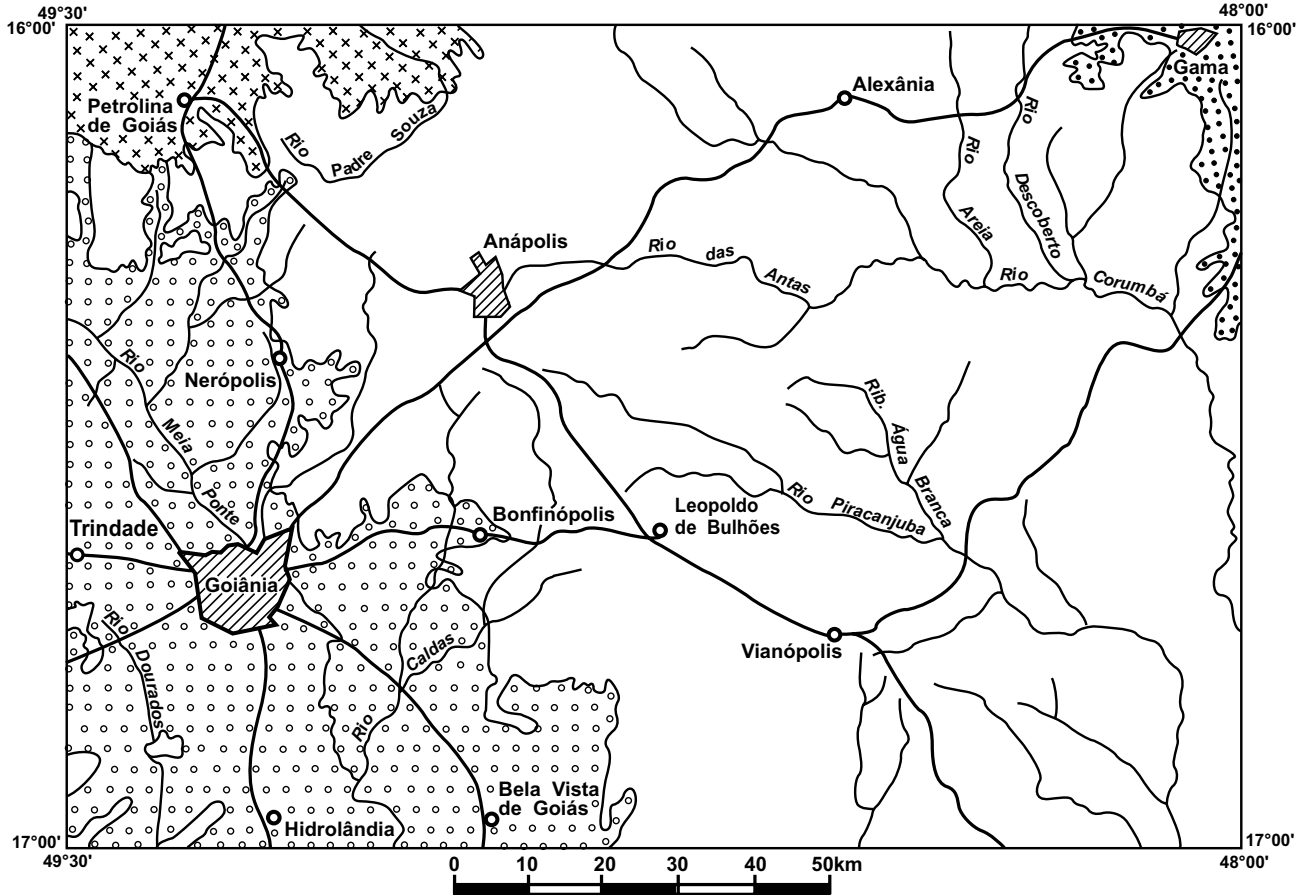 49°30'
48°00'
16°00'
16°00'
Gama
Alexânia
Petrolina
de Goiás
Rio Padre Souza
Rio Areia
Rio Descoberto
Anápolis
Rio das Antas
Rio Corumbá
Nerópolis
Rio Meia Ponte
Rib. Água Branca
Trindade
Bonfinópolis
Leopoldo
de Bulhões
Rio Piracanjuba
Goiânia
Rio Dourados
Rio Caldas
Vianópolis
Bela Vista
de Goiás
Hidrolândia
17°00'
17°00'
49°30'
48°00'
0 10 20 30 40 50km